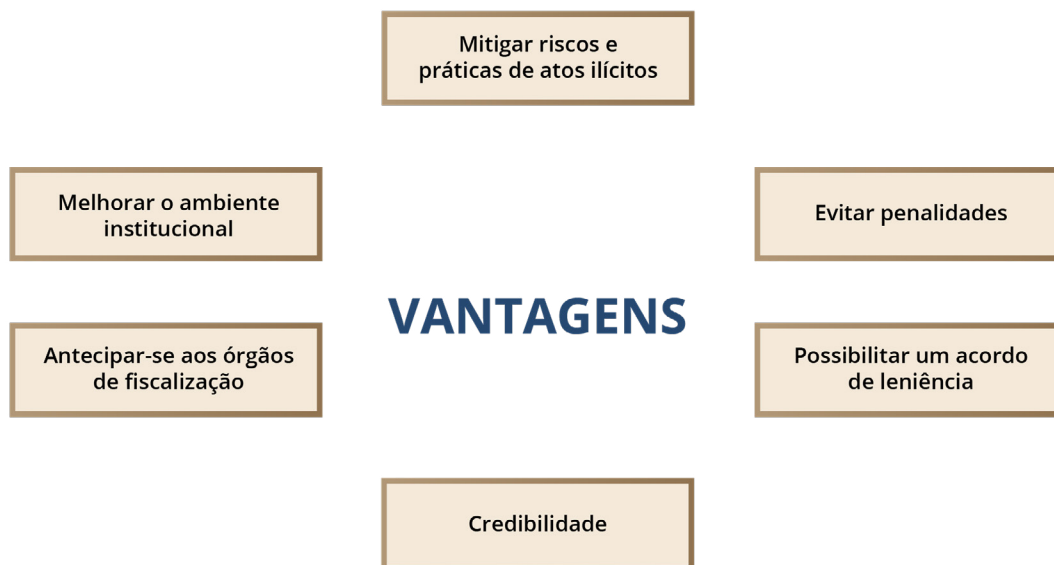 Mitigar riscos e
práticas de atos ilícitos
Melhorar o ambiente
institucional
Evitar penalidades
VANTAGENS
Antecipar-se aos órgãos
de fiscalização
Possibilitar um acordo
de leniência
Credibilidade